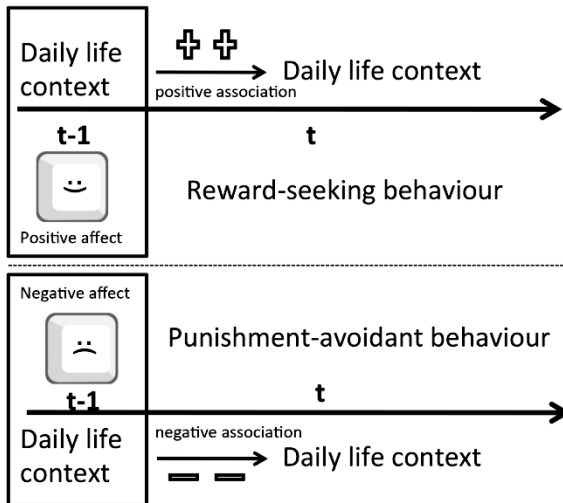 Daily life
context
Daily life context
positive association
t-1
t
Reward-seeking behaviour
Positive affect
Negative affect
Punishment-avoidant behaviour
t-1
t
Daily life
context
negative association
Daily life context